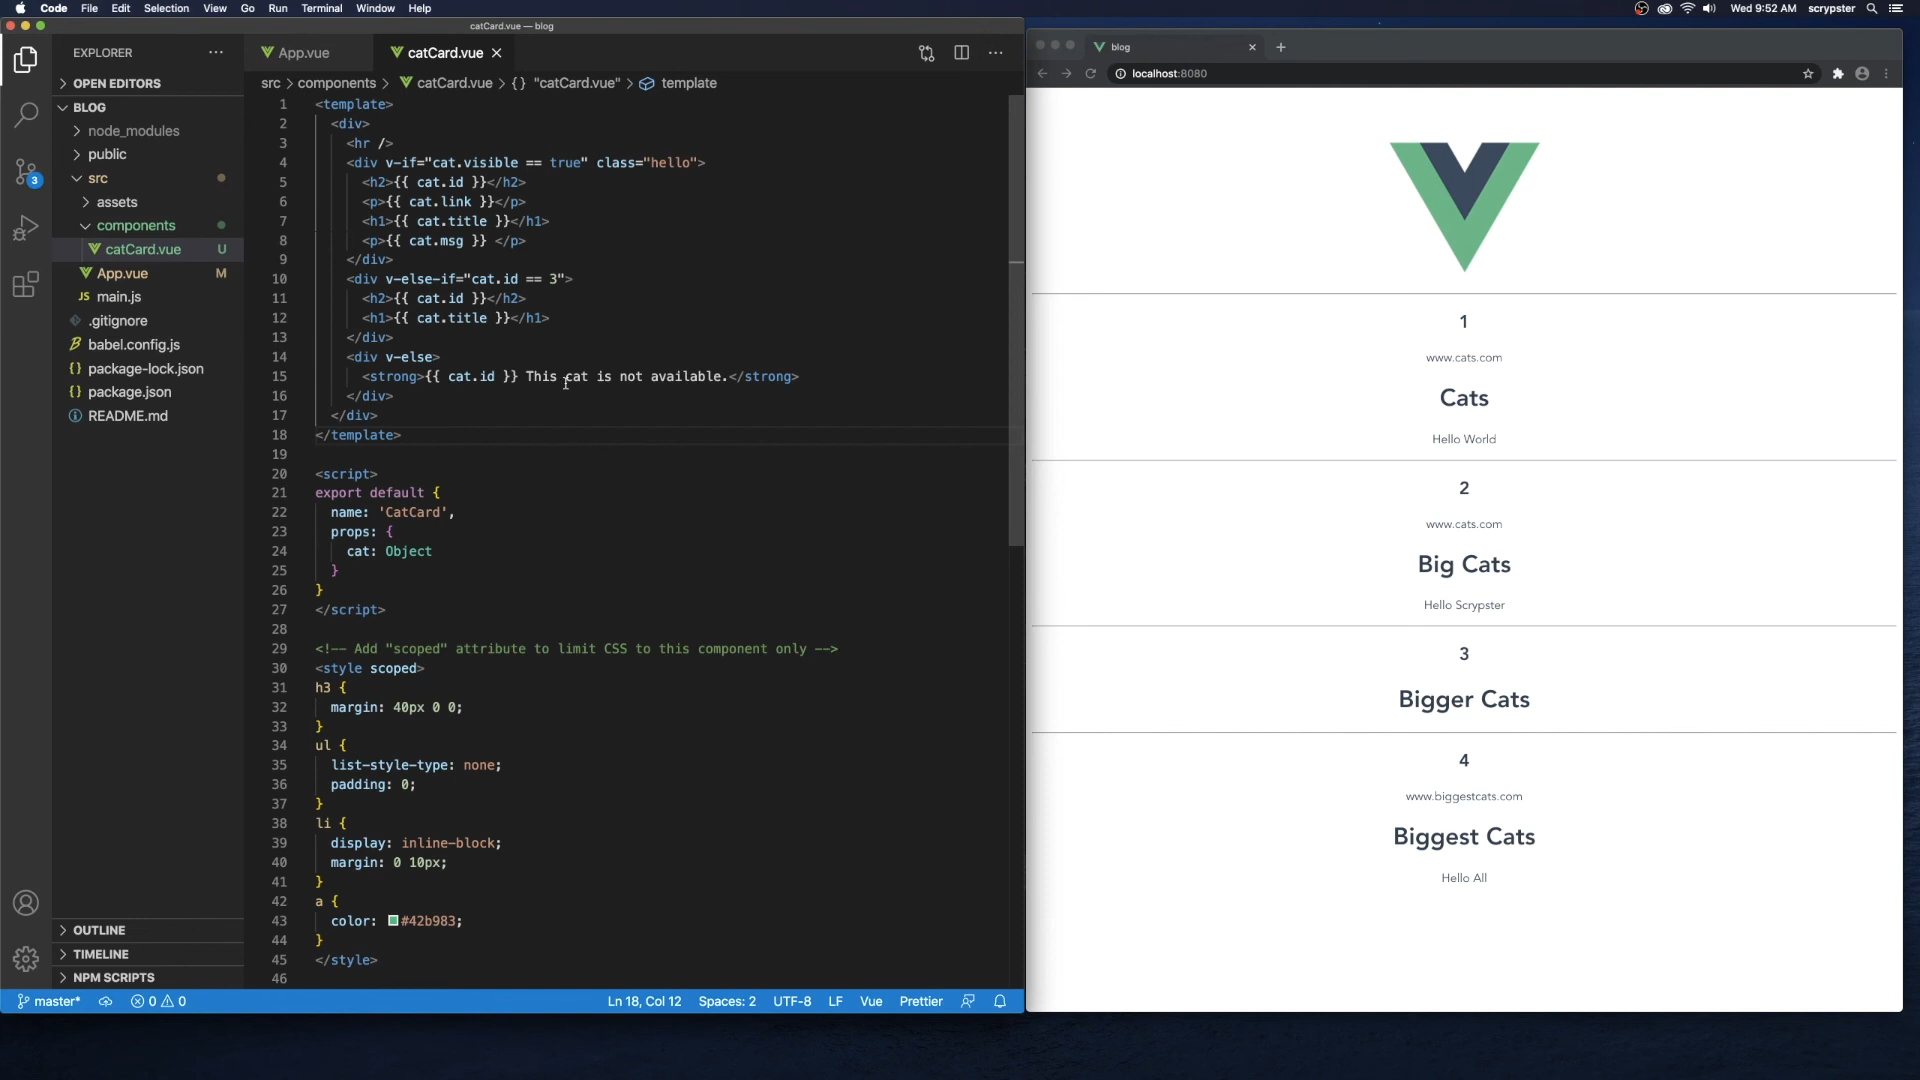 Code File Edit Selection View Go Run Terminal Window Help
Wed 9:52 AM scrypster
catCard.vue — blog
EXPLORER
OPEN EDITORS
BLOG
node_modules
public
src
assets
components
catCard.vue U
App.vue M
JS main.js
.gitignore
babel.config.js
{} package-lock.json
{} package.json
README.md
OUTLINE
TIMELINE
NPM SCRIPTS
3
App.vue
catCard.vue
src > components > catCard.vue > {} "catCard.vue" > template
1 <template>
2 <div>
3 <hr />
4 <div v-if="cat.visible == true" class="hello">
5 <h2>{{ cat.id }}</h2>
6 <p>{{ cat.link }}</p>
7 <h1>{{ cat.title }}</h1>
8 <p>{{ cat.msg }} </p>
9 </div>
10 <div v-else-if="cat.id == 3">
11 <h2>{{ cat.id }}</h2>
12 <h1>{{ cat.title }}</h1>
13 </div>
14 <div v-else>
15 <strong>{{ cat.id }} This cat is not available.</strong>
16 </div>
17 </div>
18 </template>
19
20 <script>
21 export default {
22 name: 'CatCard',
23 props: {
24 cat: Object
25 }
26 }
27 </script>
28
29 <!-- Add "scoped" attribute to limit CSS to this component only -->
30 <style scoped>
31 h3 {
32 margin: 40px 0 0;
33 }
34 ul {
35 list-style-type: none;
36 padding: 0;
37 }
38 li {
39 display: inline-block;
40 margin: 0 10px;
41 }
42 a {
43 color: #42b983;
44 }
45 </style>
46
master* 0 0
Ln 18, Col 12 Spaces: 2 UTF-8 LF Vue Prettier
blog
localhost:8080
1
www.cats.com
Cats
Hello World
2
www.cats.com
Big Cats
Hello Scrypster
3
Bigger Cats
4
www.biggestcats.com
Biggest Cats
Hello All